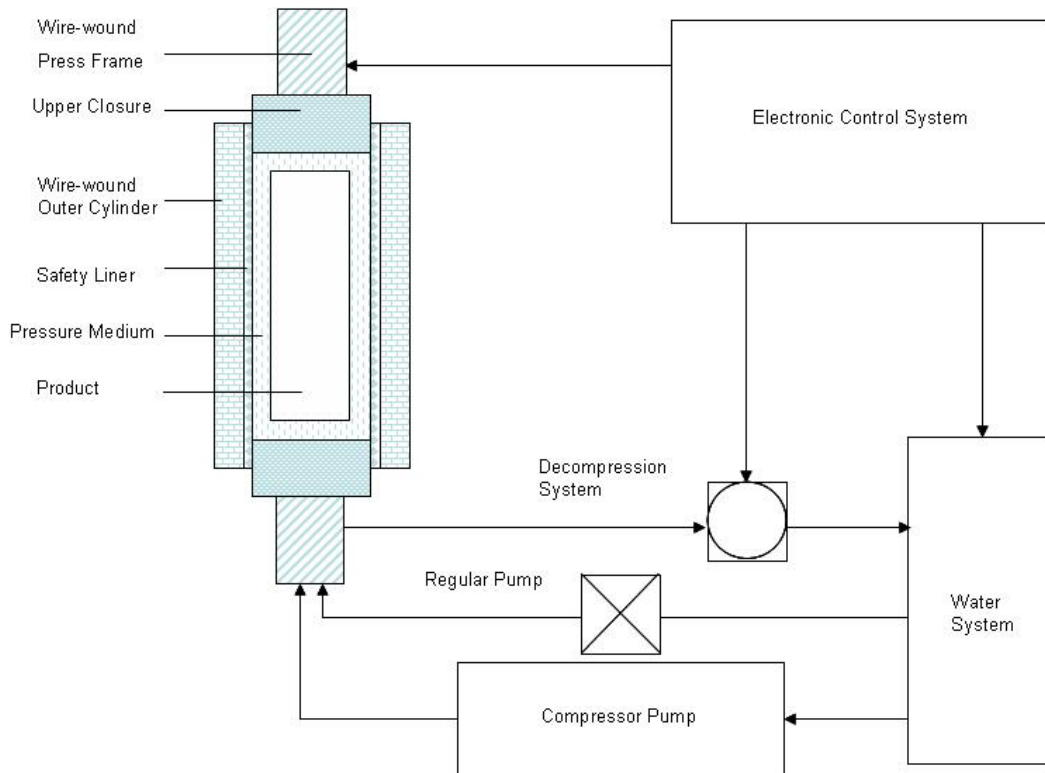 Wire-wound
Press Frame
Upper Closure
Wire-wound
Outer Cylinder
Safety Liner
Pressure Medium
Product
Electronic Control System
Decompression
System
Regular Pump
Water
System
Compressor Pump